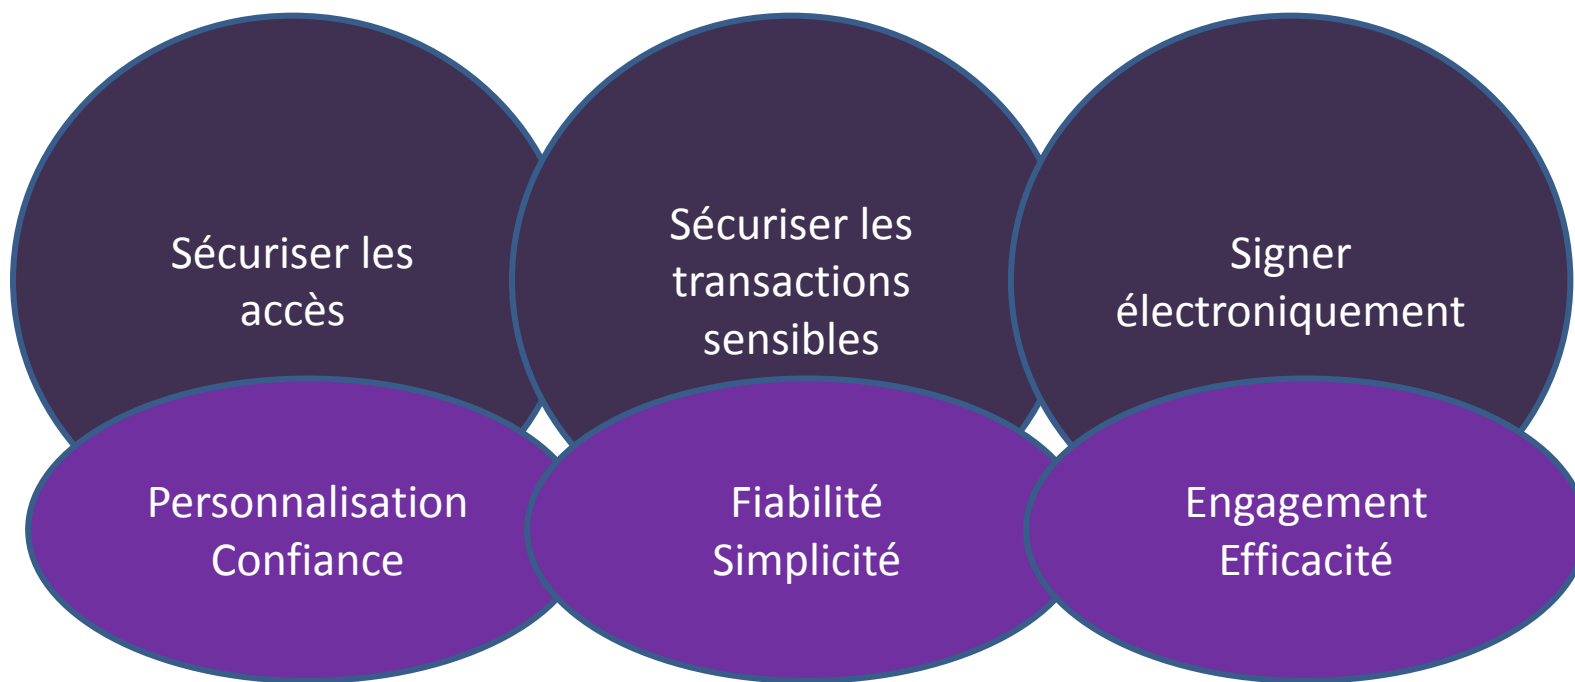 Sécuriser les
accès
Sécuriser les
transactions
sensibles
Signer
électroniquement
Personnalisation
Confiance
Fiabilité
Simplicité
Engagement
Efficacité